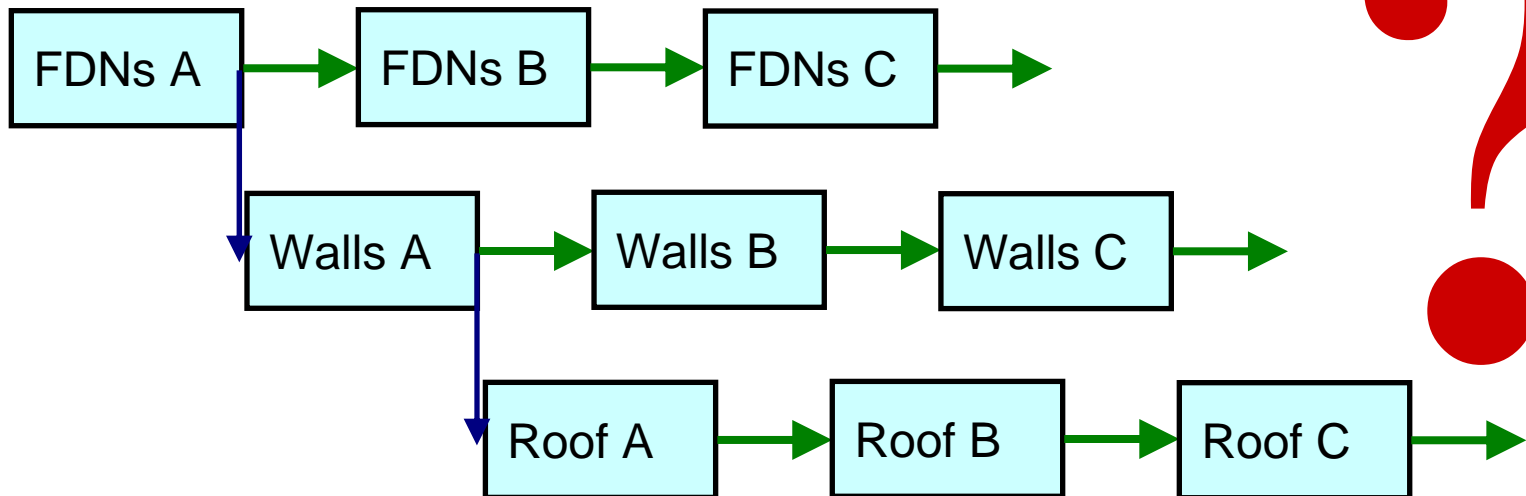 FDNs A
FDNs B
FDNs C
Walls A
Walls B
Walls C
Roof A
Roof B
Roof C
?